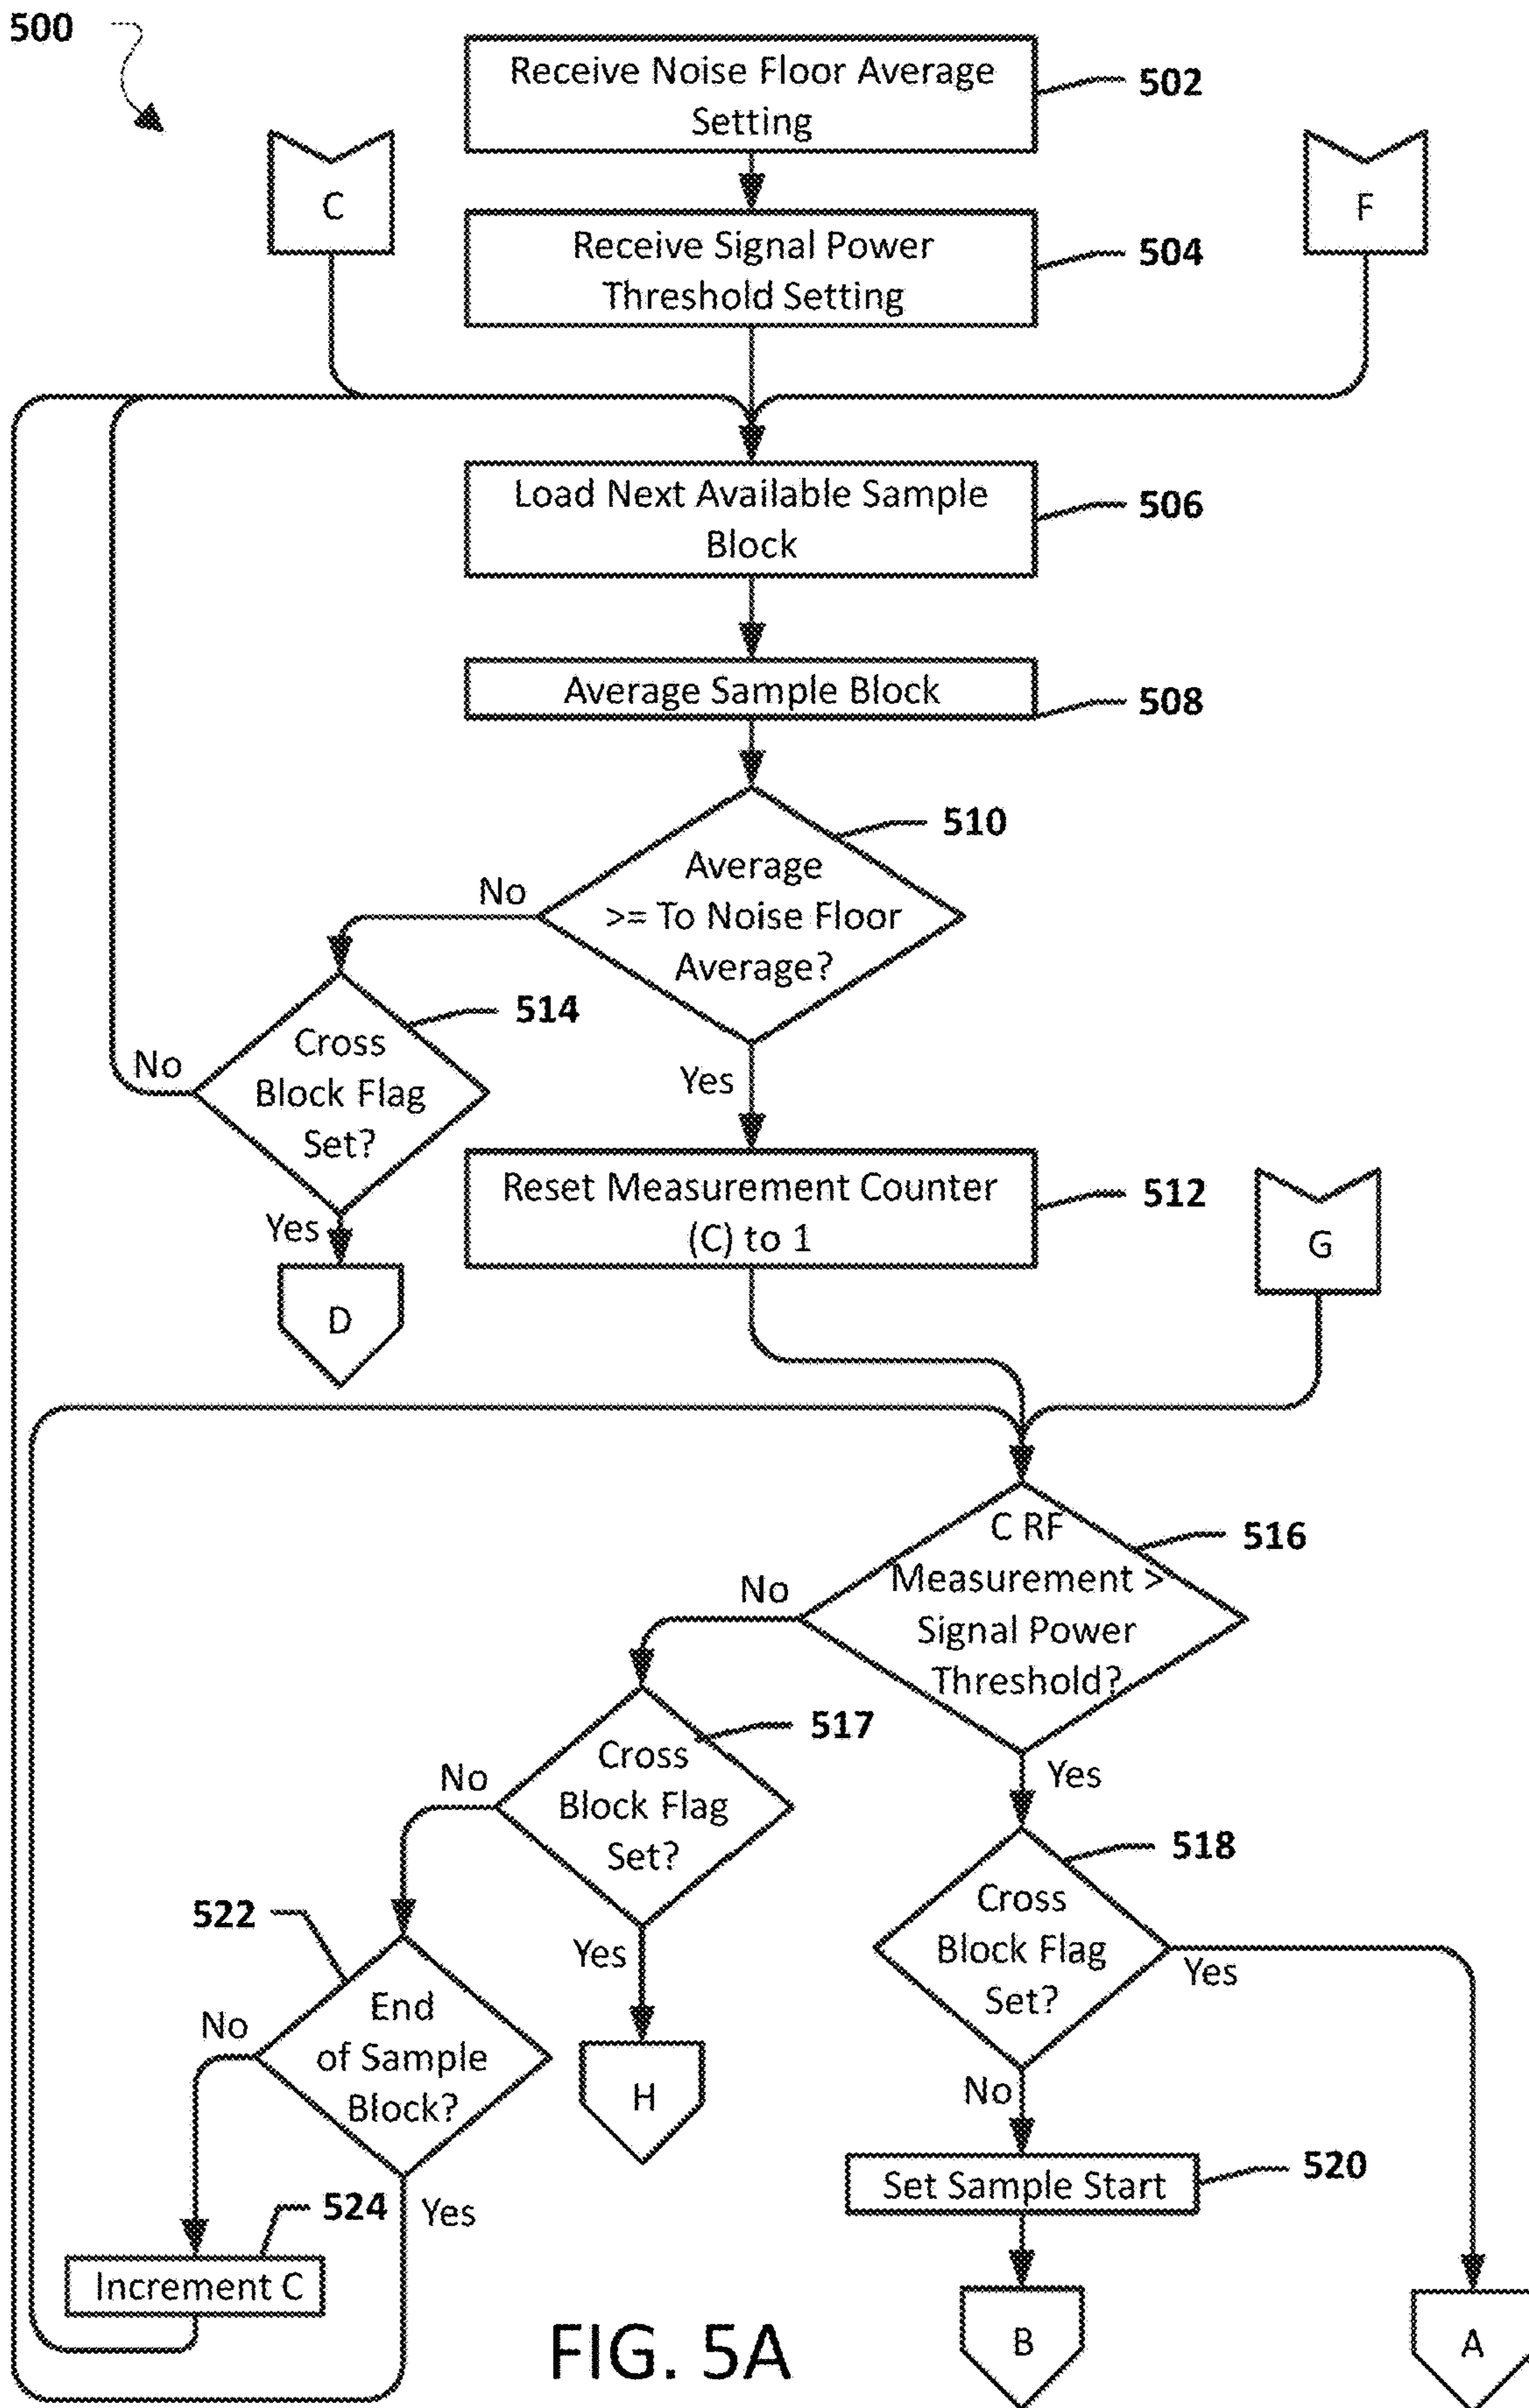 500
Receive Noise Floor Average
Setting
502
C
F
Receive Signal Power
Threshold Setting
504
Load Next Available Sample
Block
506
Average Sample Block
508
510
Average
>= To Noise Floor
Average?
No
514
Cross
Block Flag
Set?
No
Yes
Yes
Reset Measurement Counter
(C) to 1
512
G
D
C RF
Measurement >
Signal Power
Threshold?
516
No
517
Cross
Block Flag
Set?
No
Yes
518
Cross
Block Flag
Set?
Yes
522
End
of Sample
Block?
No
Yes
H
No
Set Sample Start
520
524
Yes
Increment C
B
A
FIG. 5A